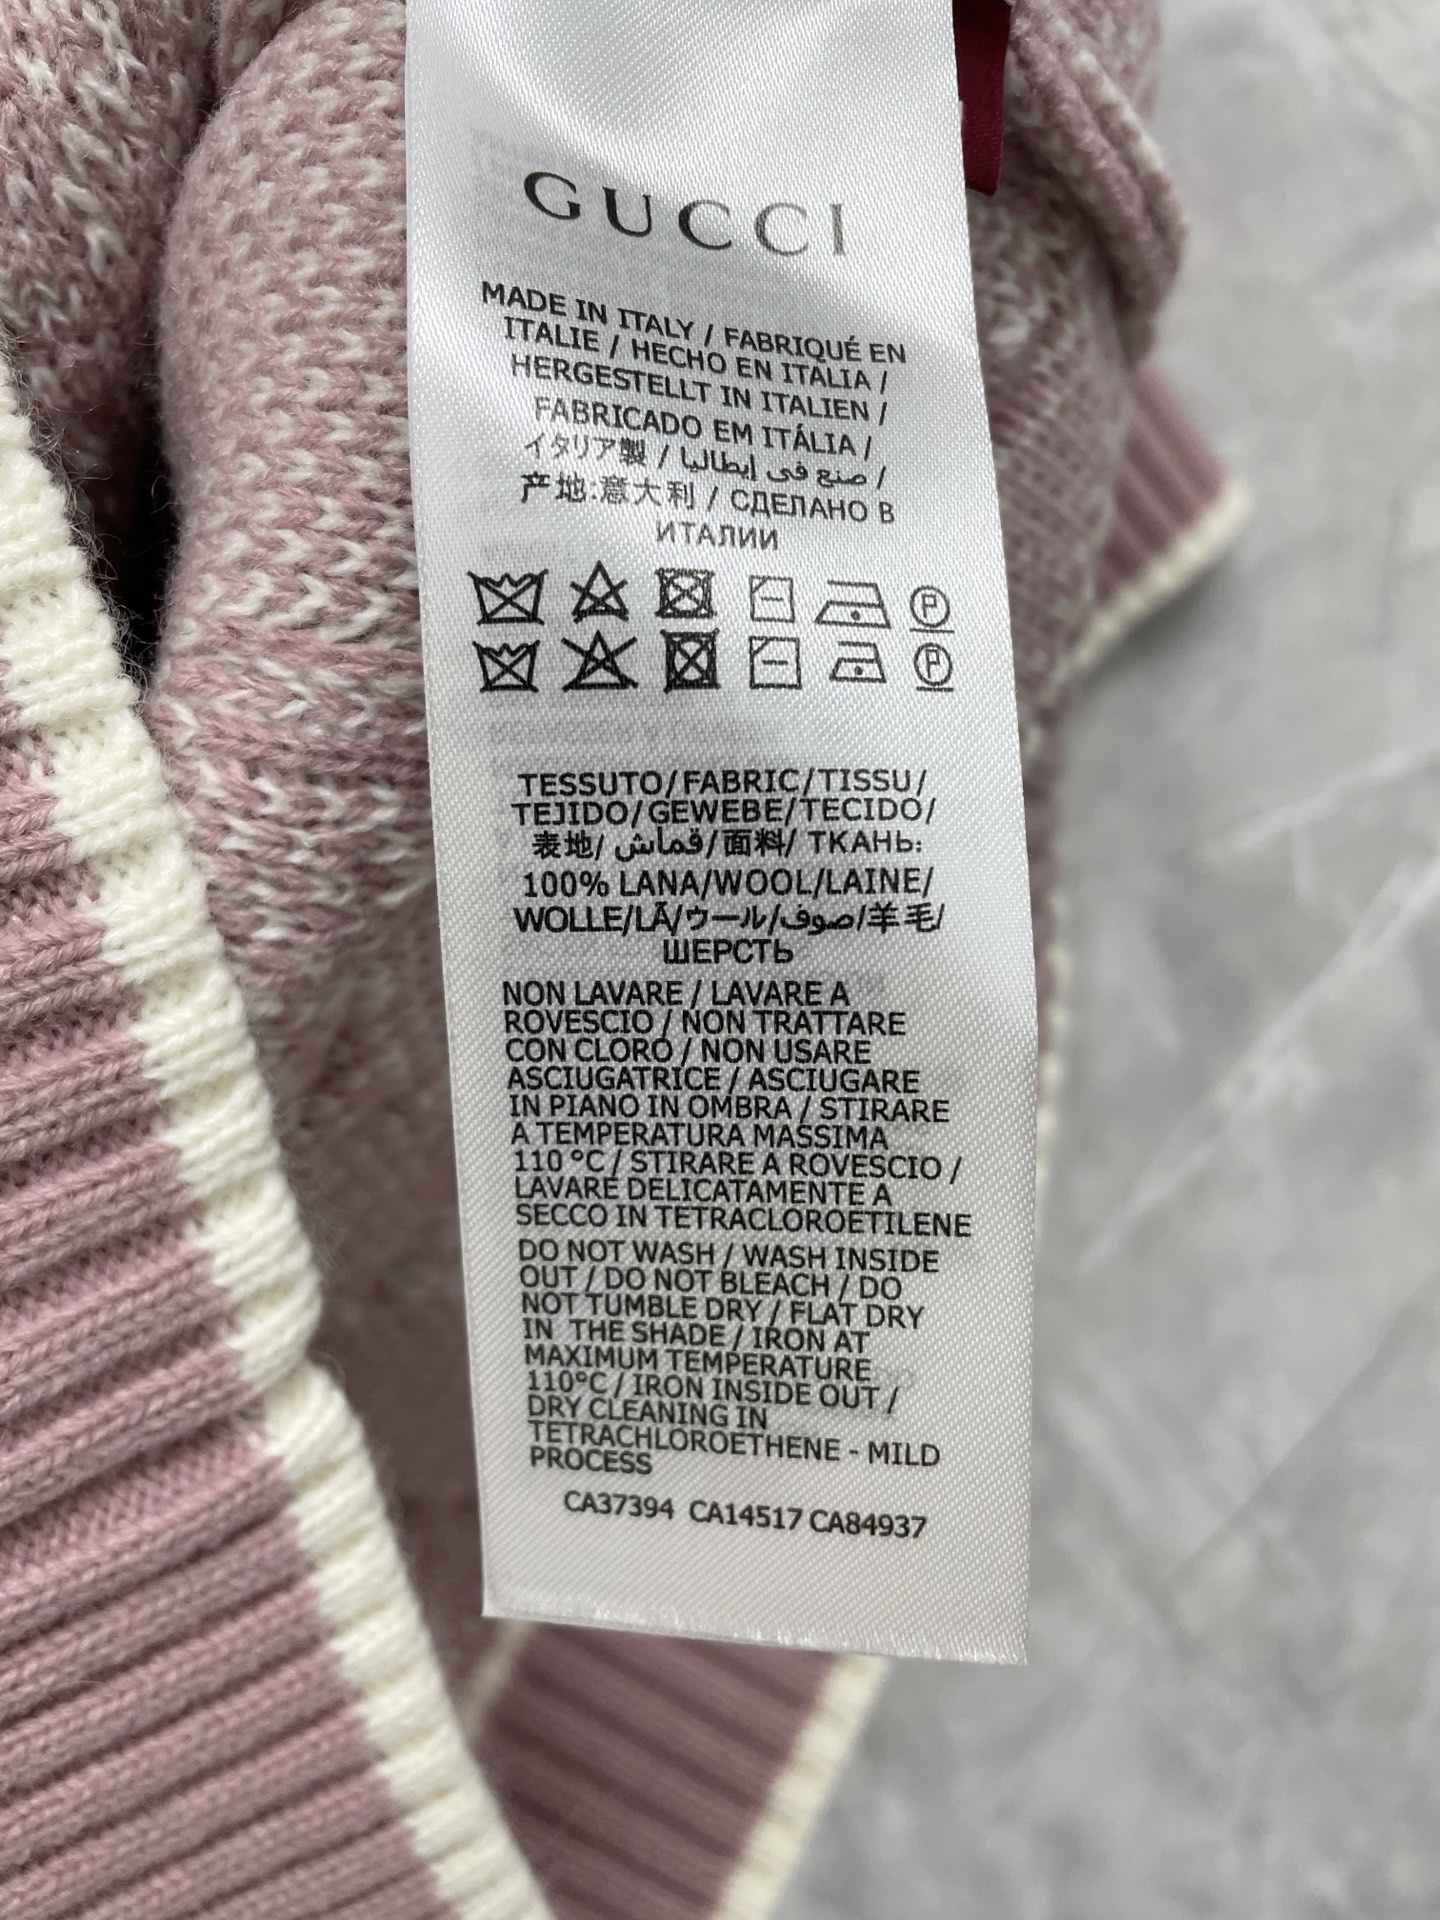 GUCCI
MADE IN ITALY / FABRIQUÉ EN
ITALIE / HECHO EN ITALIA /
HERGESTELLT IN ITALIEN /
FABRICADO EM ITÁLIA /
イタリア製 / صنع في إيطاليا /
产地:意大利 / СДЕЛАНО В
ИТАЛИИ
TESSUTO/FABRIC/TISSU/
TEJIDO/GEWEBE/TECIDO/
表地/ قماش/面料/ ТКАНЬ:
100% LANA/WOOL/LAINE/
WOLLE/LÃ/ウール/صوف/羊毛/
ШЕРСТЬ
NON LAVARE / LAVARE A
ROVESCIO / NON TRATTARE
CON CLORO / NON USARE
ASCIUGATRICE / ASCIUGARE
IN PIANO IN OMBRA / STIRARE
A TEMPERATURA MASSIMA
110 °C / STIRARE A ROVESCIO /
LAVARE DELICATAMENTE A
SECCO IN TETRACLOROETILENE
DO NOT WASH / WASH INSIDE
OUT / DO NOT BLEACH / DO
NOT TUMBLE DRY / FLAT DRY
IN THE SHADE / IRON AT
MAXIMUM TEMPERATURE
110°C / IRON INSIDE OUT /
DRY CLEANING IN
TETRACHLOROETHENE - MILD
PROCESS
CA37394 CA14517 CA84937